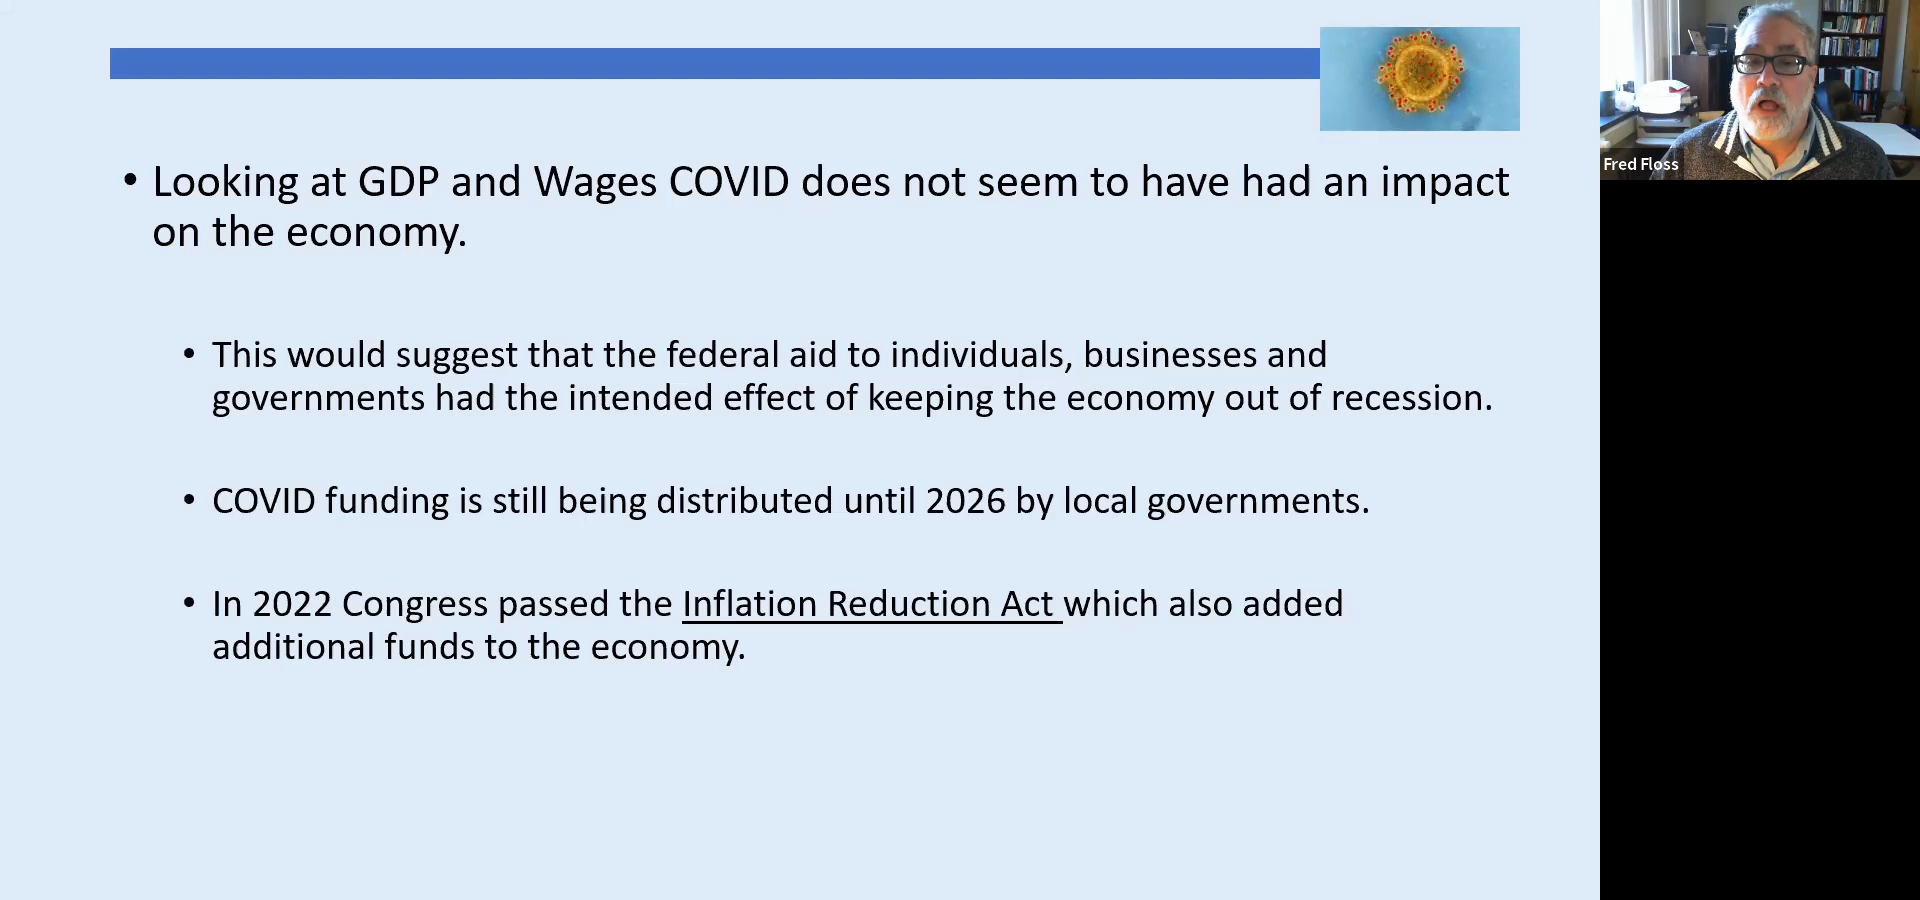 • Looking at GDP and Wages COVID does not seem to have had an impact
on the economy.
• This would suggest that the federal aid to individuals, businesses and
governments had the intended effect of keeping the economy out of recession.
• COVID funding is still being distributed until 2026 by local governments.
• In 2022 Congress passed the Inflation Reduction Act which also added
additional funds to the economy.
Fred Floss